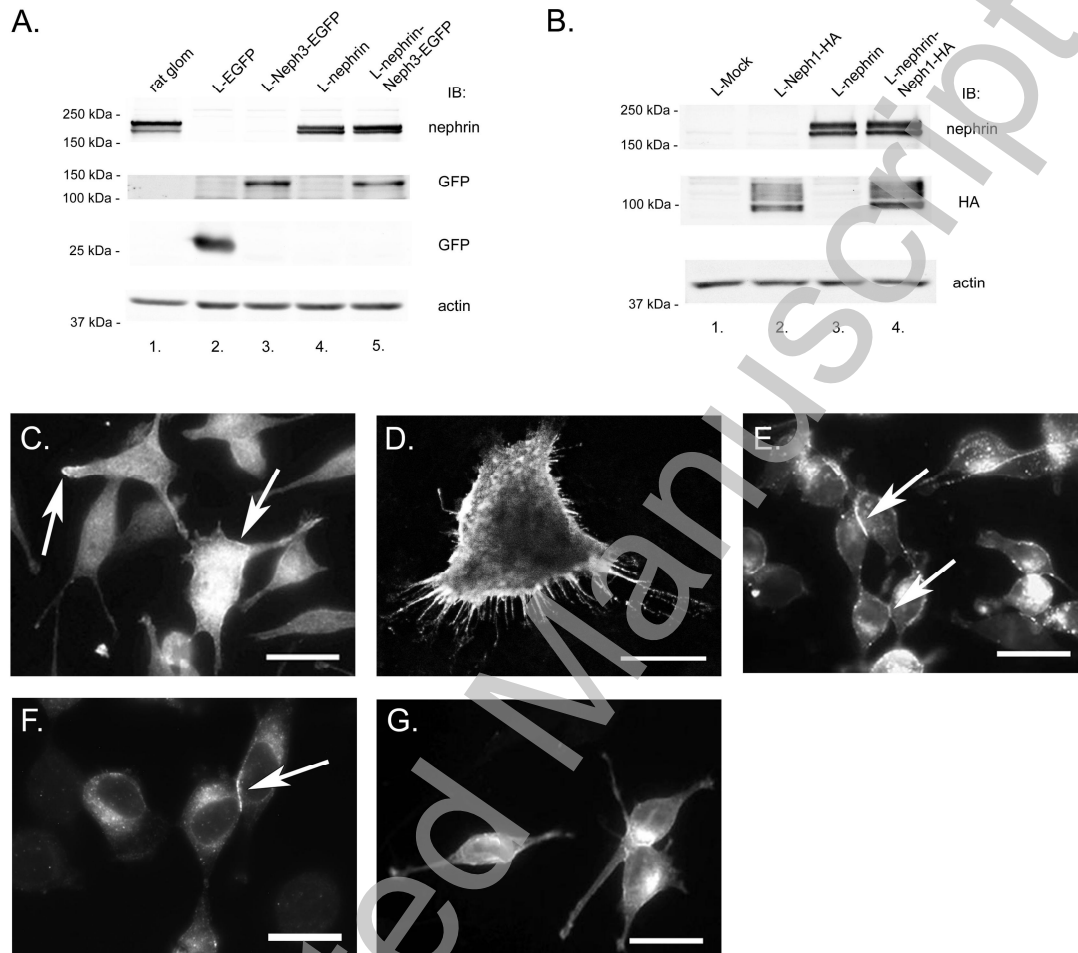 A.
rat glom
L-EGFP
L-Neph3-EGFP
L-nephrin
L-nephrin-
Neph3-EGFP
IB:
250 kDa -
150 kDa -
nephrin
150 kDa -
100 kDa -
GFP
25 kDa -
GFP
actin
37 kDa -
1. 2. 3. 4. 5.
B.
L-Mock
L-Neph1-HA
L-nephrin
L-nephrin-
Neph1-HA
IB:
250 kDa -
150 kDa -
nephrin
100 kDa -
HA
actin
37 kDa -
1. 2. 3. 4.
C.
D.
E.
F.
G.
ted Manuscript